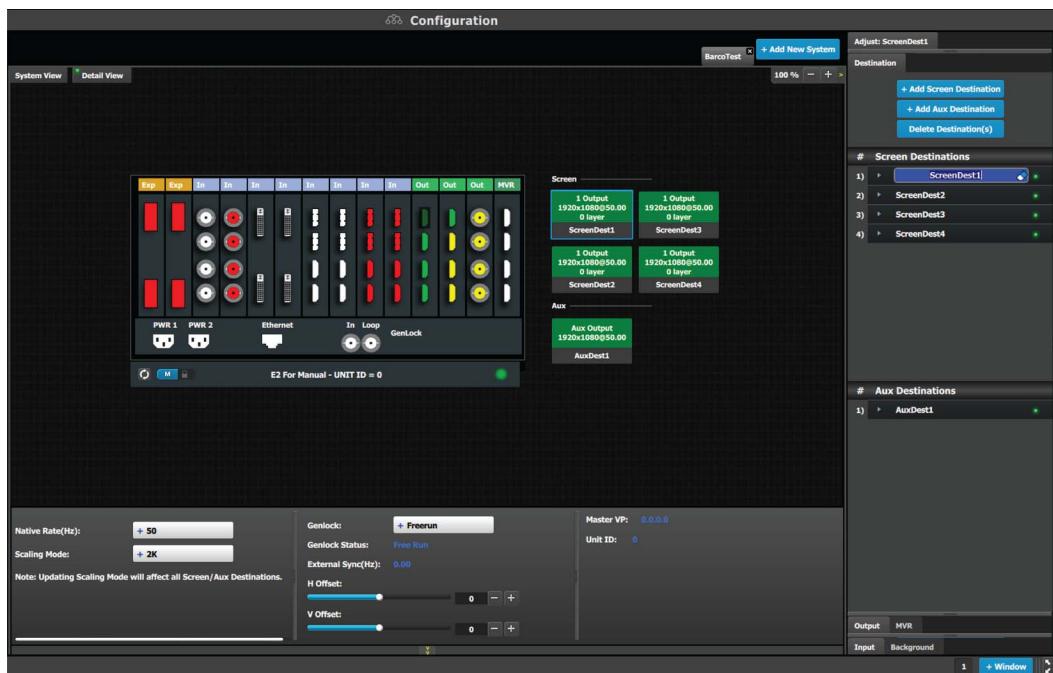 Configuration
BarcoTest
+ Add New System
System View
Detail View
100 %
Exp Exp In In In In In In In In Out Out Out MVR
PWR 1 PWR 2 Ethernet In Loop GenLock
M
E2 For Manual - UNIT ID = 0
Screen
1 Output
1920x1080@50.00
0 layer
ScreenDest1
1 Output
1920x1080@50.00
0 layer
ScreenDest3
1 Output
1920x1080@50.00
0 layer
ScreenDest2
1 Output
1920x1080@50.00
0 layer
ScreenDest4
Aux
Aux Output
1920x1080@50.00
AuxDest1
Native Rate(Hz): + 50
Scaling Mode: + 2K
Note: Updating Scaling Mode will affect all Screen/Aux Destinations.
Genlock: + Freerun
Genlock Status: Free Run
External Sync(Hz): 0.00
H Offset:
0 − +
V Offset:
0 − +
Master VP: 0.0.0.0
Unit ID: 0
Adjust: ScreenDest1
Destination
+ Add Screen Destination
+ Add Aux Destination
Delete Destination(s)
# Screen Destinations
1) ScreenDest1
2) ScreenDest2
3) ScreenDest3
4) ScreenDest4
# Aux Destinations
1) AuxDest1
Output MVR
Input Background
1 + Window